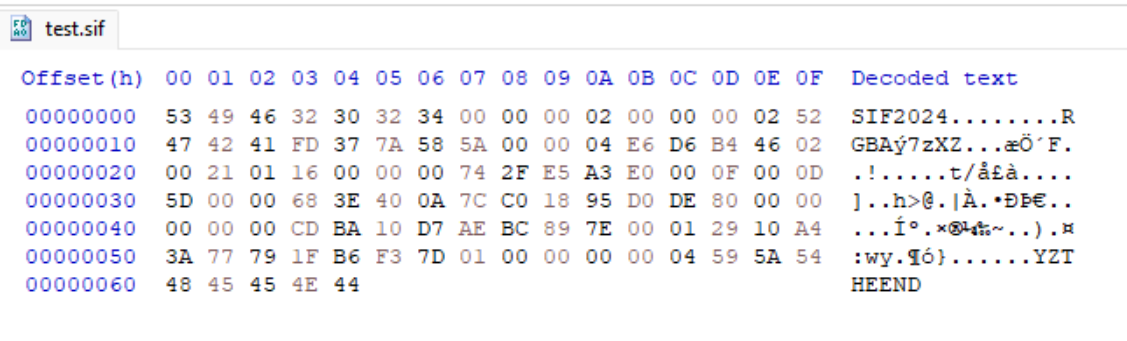 test.sif
Offset(h) 00 01 02 03 04 05 06 07 08 09 0A 0B 0C 0D 0E 0F Decoded text
00000000 53 49 46 32 30 32 34 00 00 00 02 00 00 00 02 52 SIF2024........R
00000010 47 42 41 FD 37 7A 58 5A 00 00 04 E6 D6 B4 46 02 GBAý7zXZ...æÖ´F.
00000020 00 21 01 16 00 00 00 74 2F E5 A3 E0 00 0F 00 0D .!.....t/å£à....
00000030 5D 00 00 68 3E 40 0A 7C C0 18 95 D0 DE 80 00 00 ]..h>@.|À.•ÐÞ€..
00000040 00 00 00 CD BA 10 D7 AE BC 89 7E 00 01 29 10 A4 ...Íº.×®¼‰~..).¤
00000050 3A 77 79 1F B6 F3 7D 01 00 00 00 00 04 59 5A 54 :wy.¶ó}......YZT
00000060 48 45 45 4E 44 HEEND